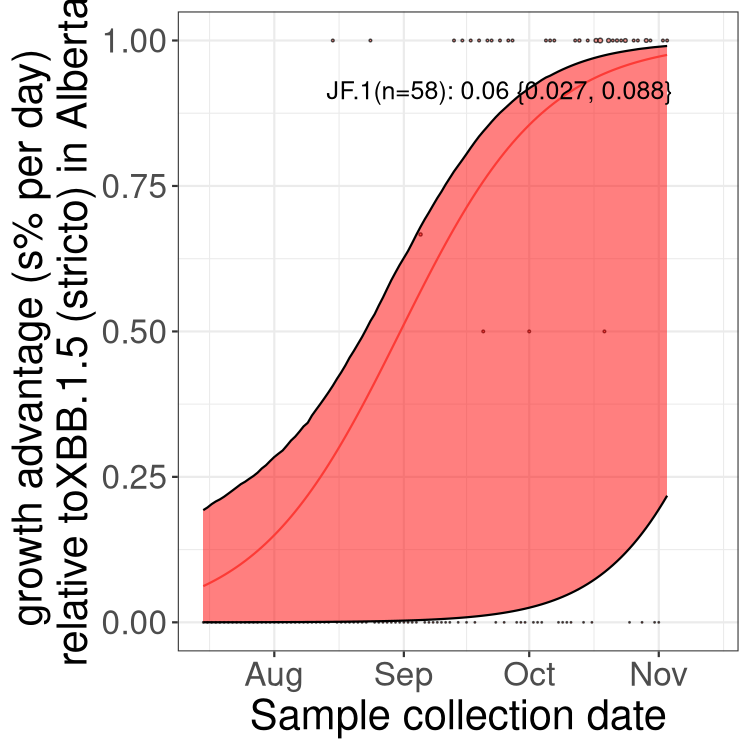 growth advantage (s% per day)
relative toXBB.1.5 (stricto) in Alberta
1.00
0.75
0.50
0.25
0.00
JF.1(n=58): 0.06 {0.027, 0.088}
Aug Sep Oct Nov
Sample collection date